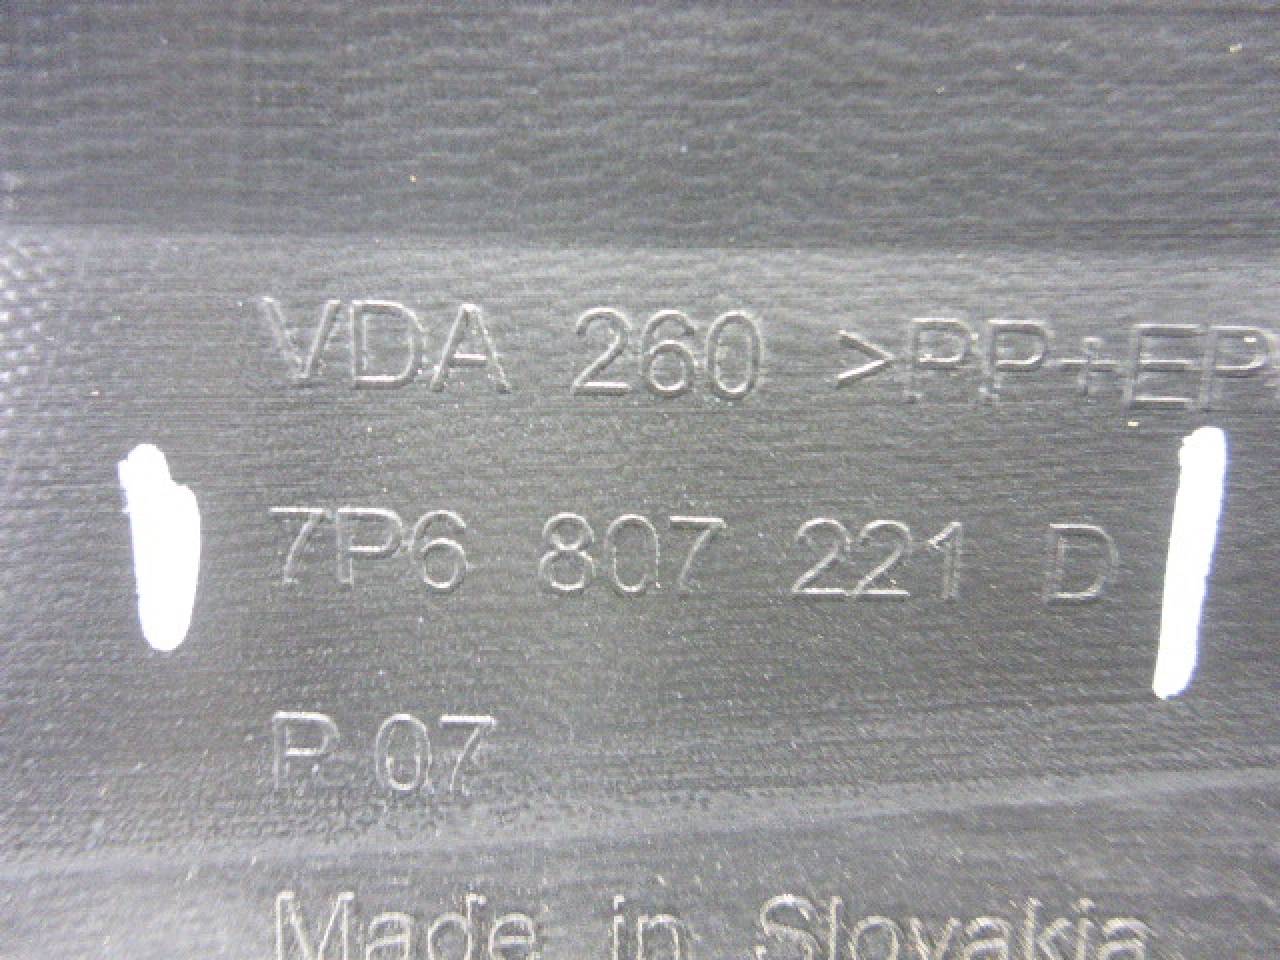 VDA 260 >PP+EP
7P6 807 221 D
P 07
Made in Slovakia